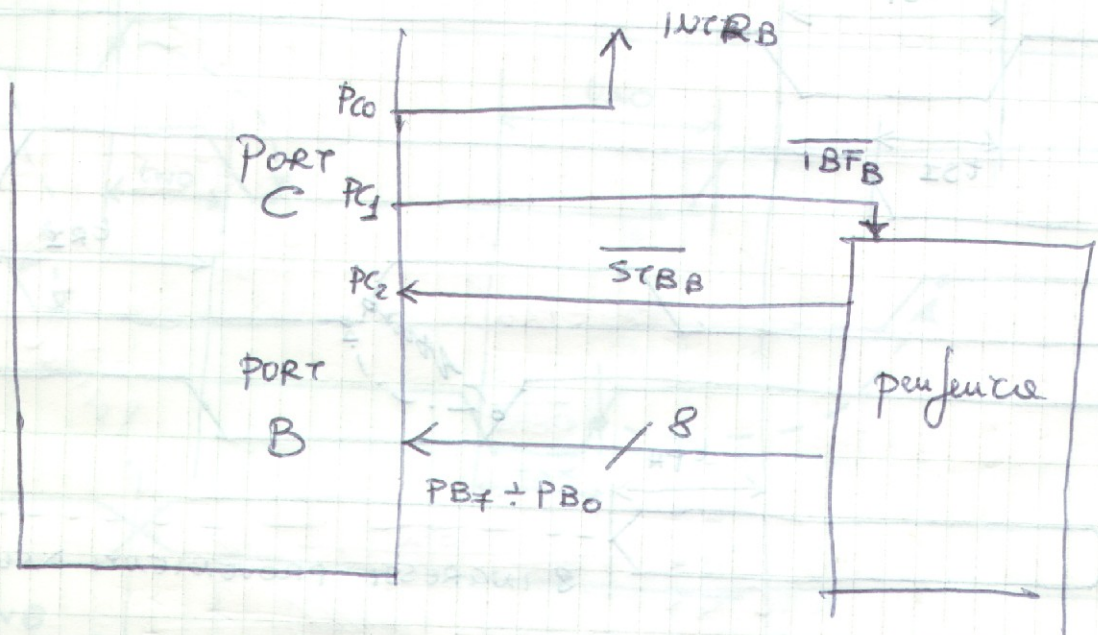 INTRB
PC0
PORT
C
IBFB
PC1
STBB
PC2
PORT
B
8
periferica
PB7 ÷ PB0